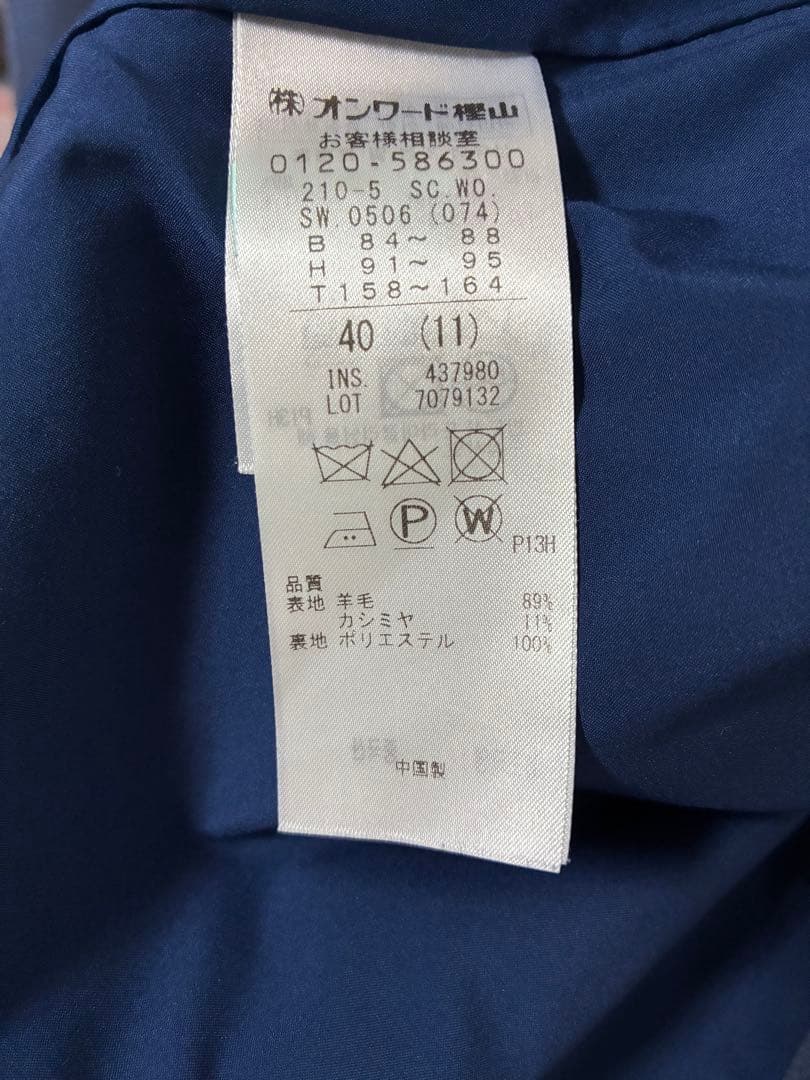 ㈱オンワード樫山
お客様相談室
0120-586300
210-5 SC.WO.
SW.0506 (074)
B 84～ 88
H 91～ 95
T 158～164
40 (11)
INS. 437980
LOT 7079132
P
W
P13H
品質
表地 羊毛 89%
カシミヤ 11%
裏地 ポリエステル 100%
中国製